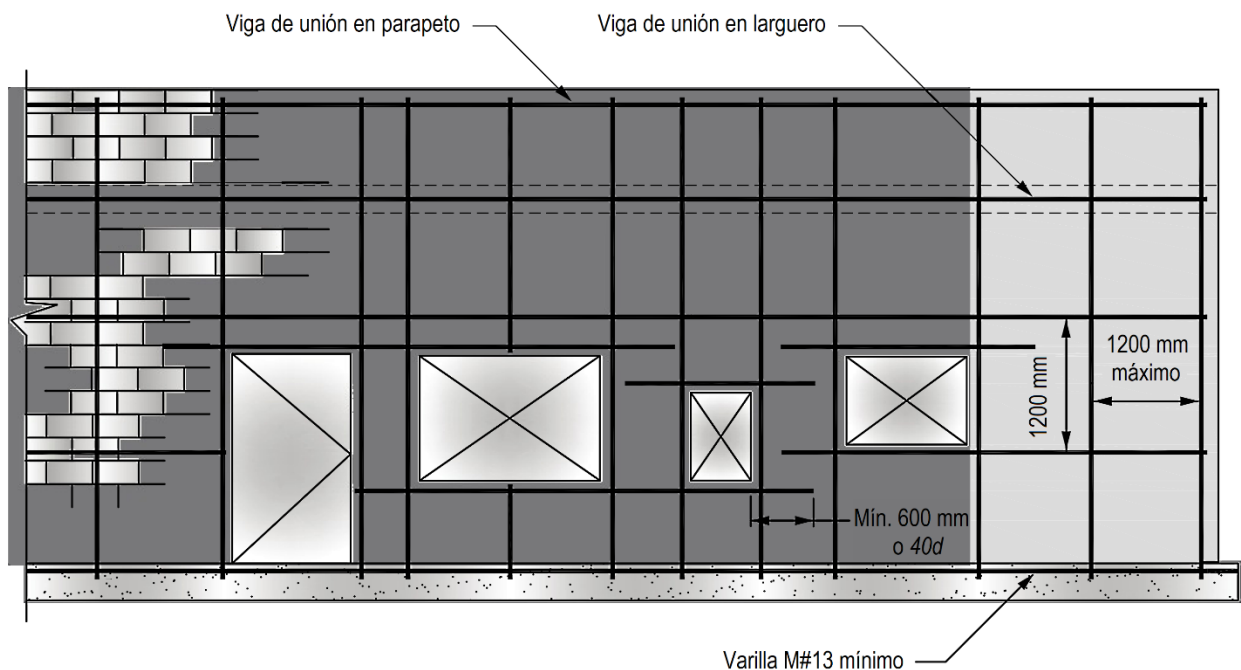 Viga de unión en parapeto
Viga de unión en larguero
1200 mm
1200 mm
máximo
Mín. 600 mm
o 40d
Varilla M#13 mínimo